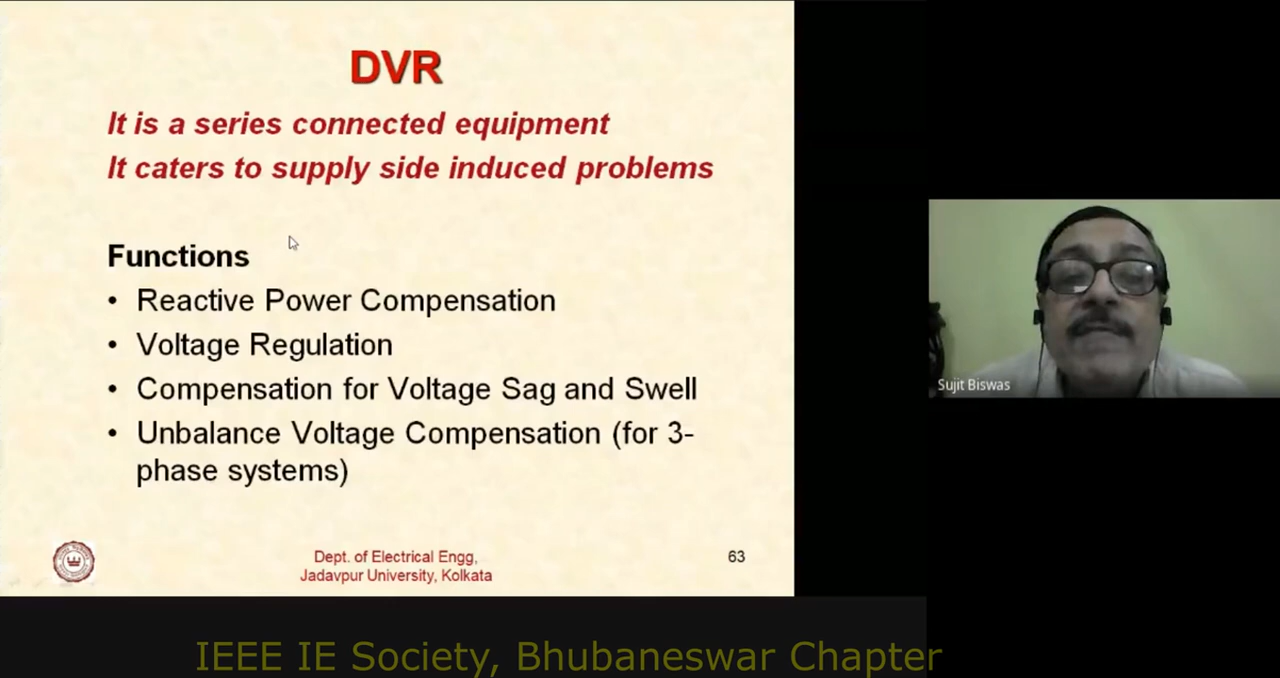 DVR
It is a series connected equipment
It caters to supply side induced problems
Functions
• Reactive Power Compensation
• Voltage Regulation
• Compensation for Voltage Sag and Swell
• Unbalance Voltage Compensation (for 3-
phase systems)
Dept. of Electrical Engg,
Jadavpur University, Kolkata
63
Sujit Biswas
IEEE IE Society, Bhubaneswar Chapter